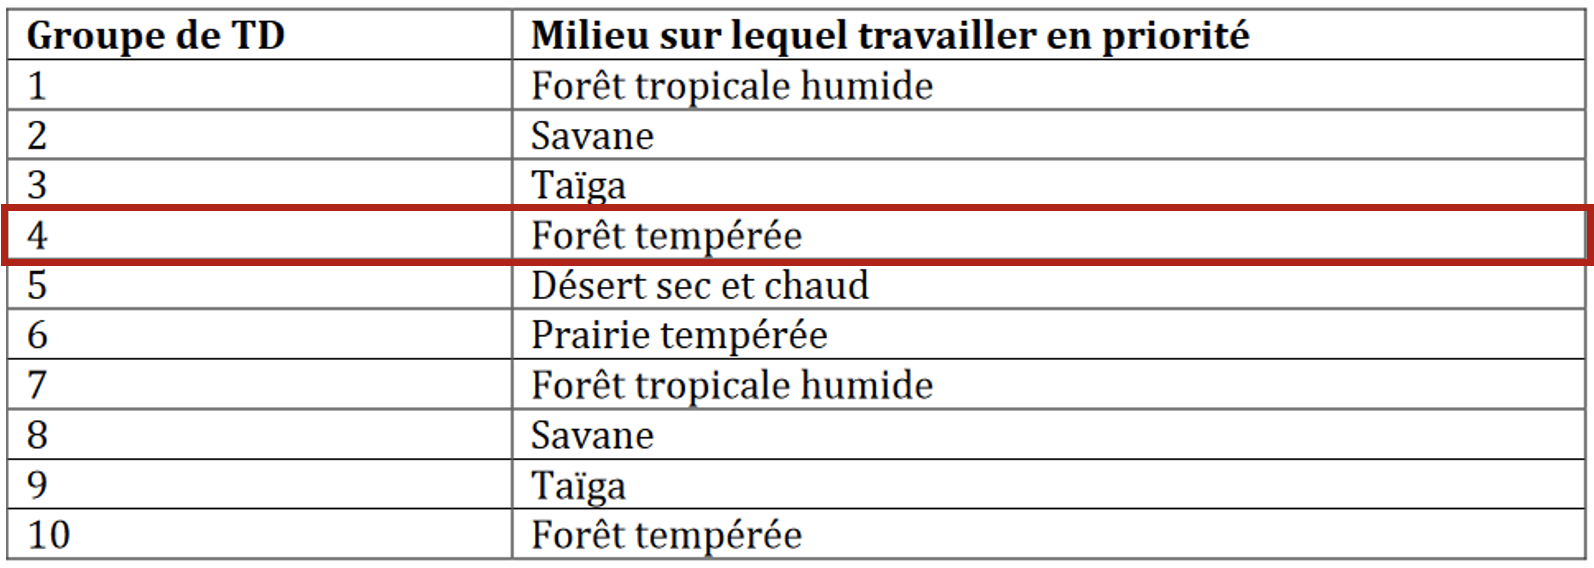 Groupe de TD Milieu sur lequel travailler en priorité
1 Forêt tropicale humide
2 Savane
3 Taïga
4 Forêt tempérée
5 Désert sec et chaud
6 Prairie tempérée
7 Forêt tropicale humide
8 Savane
9 Taïga
10 Forêt tempérée